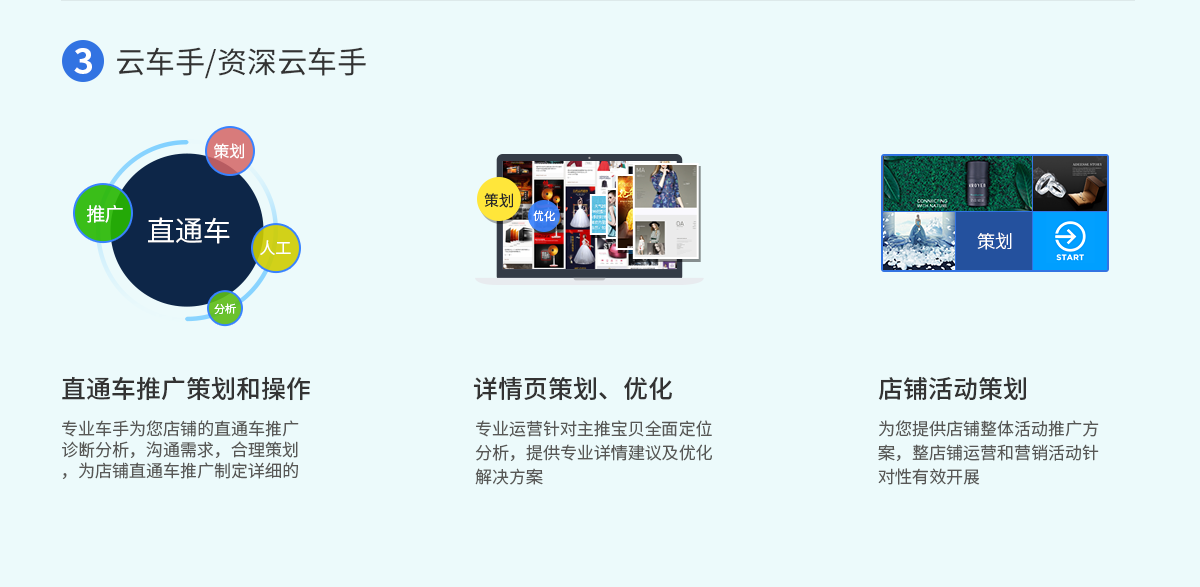 3 云车手/资深云车手
策划
推广
直通车
人工
分析
策划
优化
MA
OA
CONNECTING
WITH NATURE
策划
START
直通车推广策划和操作
专业车手为您店铺的直通车推广
诊断分析，沟通需求，合理策划
，为店铺直通车推广制定详细的
详情页策划、优化
专业运营针对主推宝贝全面定位
分析，提供专业详情建议及优化
解决方案
店铺活动策划
为您提供店铺整体活动推广方
案，整店铺运营和营销活动针
对性有效开展